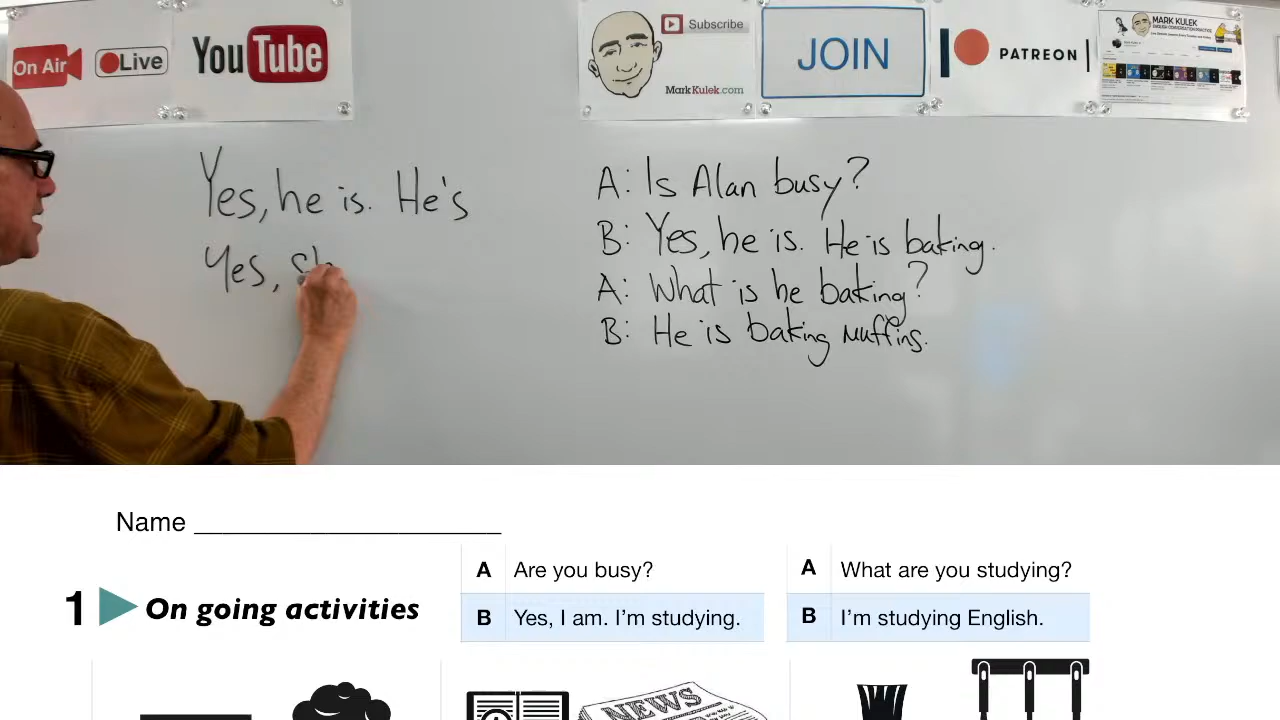 On Air
Live
YouTube
Subscribe
MarkKulek.com
JOIN
PATREON
MARK KULEK
Yes, he is. He's
Yes, sh
A: Is Alan busy?
B: Yes, he is. He is baking.
A: What is he baking?
B: He is baking muffins.
Name
1 On going activities
A Are you busy?
B Yes, I am. I'm studying.
A What are you studying?
B I'm studying English.
NEWS